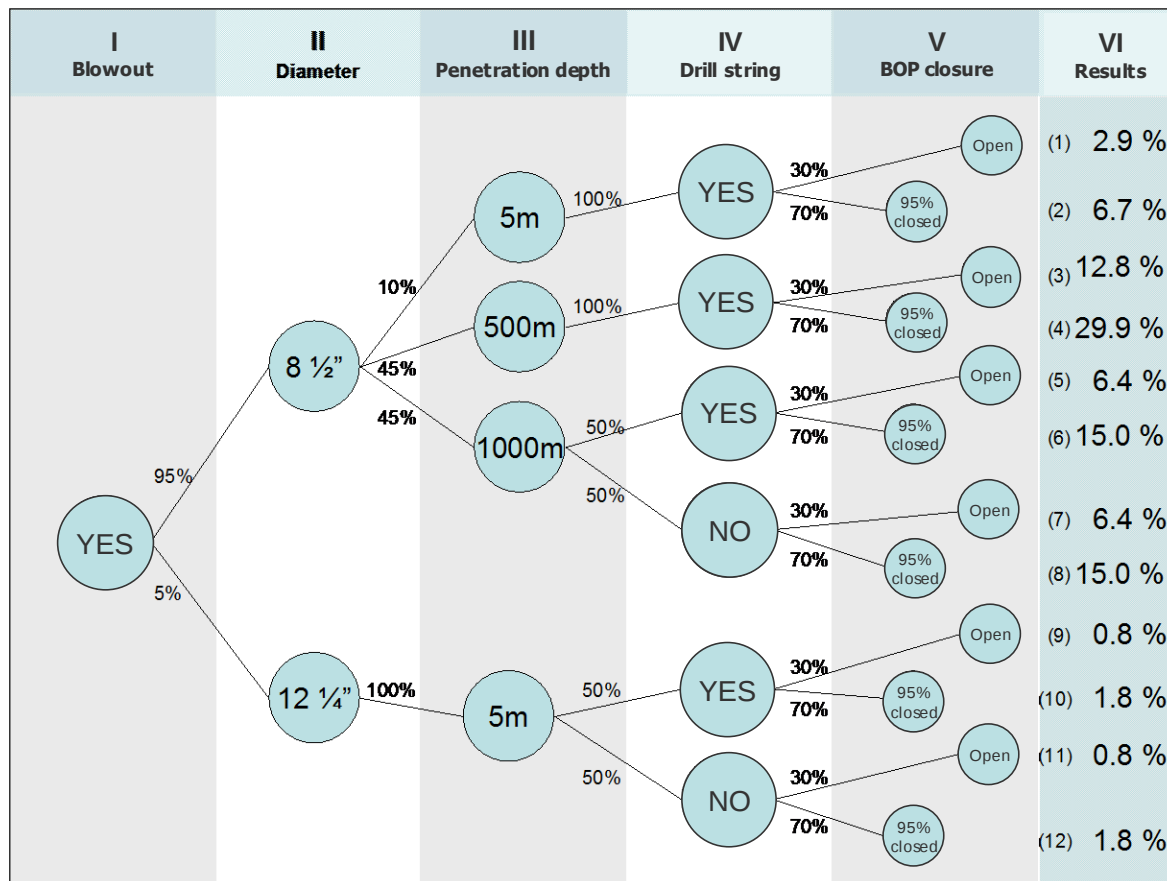 I
Blowout
II
Diameter
III
Penetration depth
IV
Drill string
V
BOP closure
VI
Results
YES
95%
5%
8 ½”
12 ¼”
10%
45%
45%
100%
5m
500m
1000m
5m
100%
100%
50%
50%
50%
50%
YES
YES
YES
NO
YES
NO
30%
70%
30%
70%
30%
70%
30%
70%
30%
70%
30%
70%
Open
95%
closed
Open
95%
closed
Open
95%
closed
Open
95%
closed
Open
95%
closed
Open
95%
closed
(1) 2.9 %
(2) 6.7 %
(3) 12.8 %
(4) 29.9 %
(5) 6.4 %
(6) 15.0 %
(7) 6.4 %
(8) 15.0 %
(9) 0.8 %
(10) 1.8 %
(11) 0.8 %
(12) 1.8 %